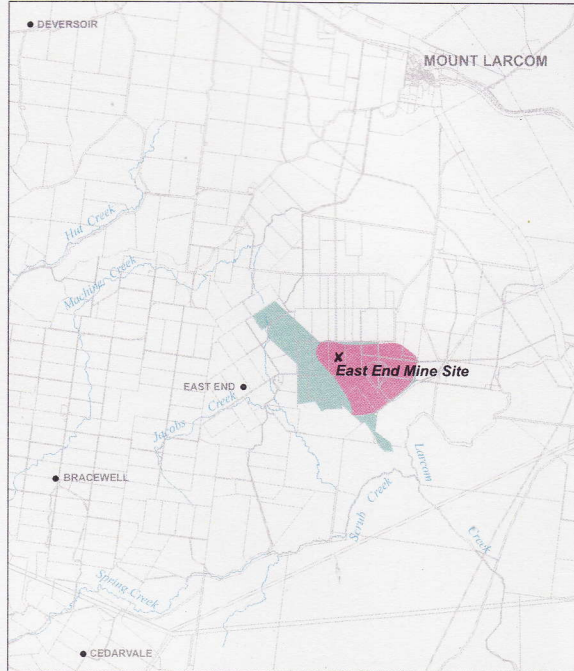 DEVERSOIR
MOUNT LARCOM
Hut Creek
Machine Creek
East End Mine Site
EAST END
Jacobs Creek
Larcom Creek
BRACEWELL
Scrub Creek
Spring Creek
CEDARVALE